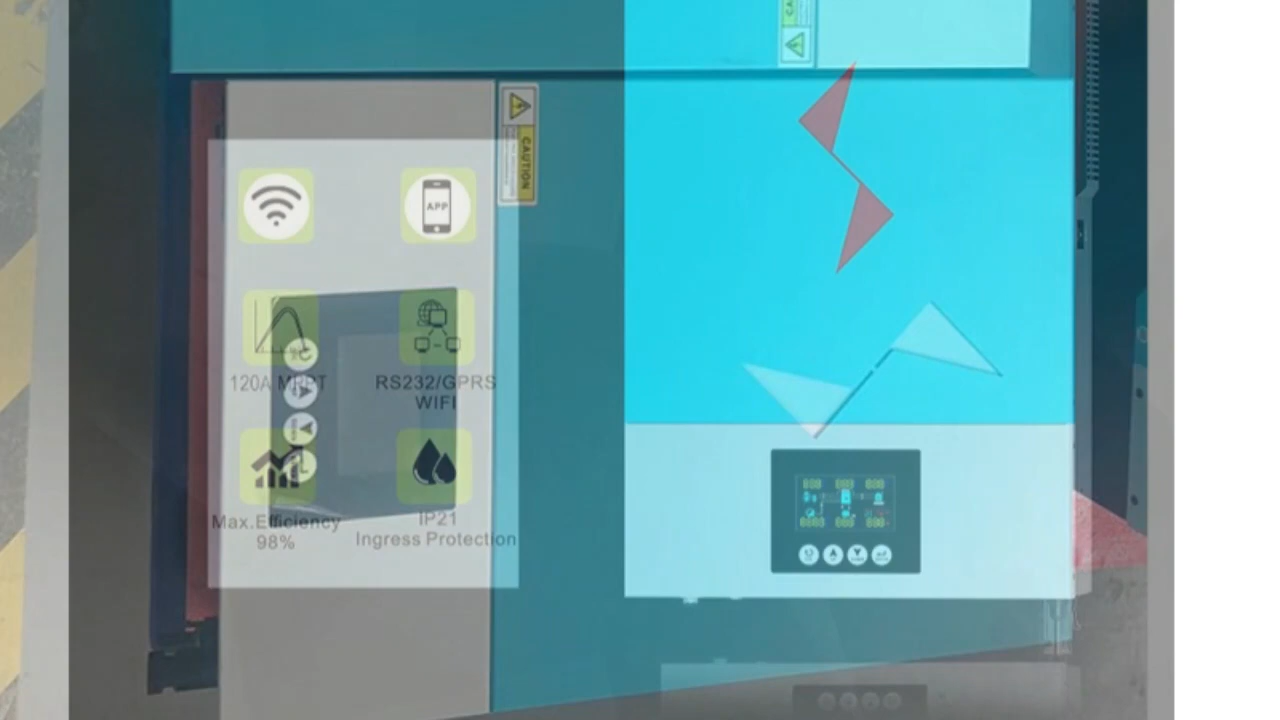 CAUTION
APP
120A MPPT
RS232/GPRS
WIFI
Max.Efficiency
98%
IP21
Ingress Protection